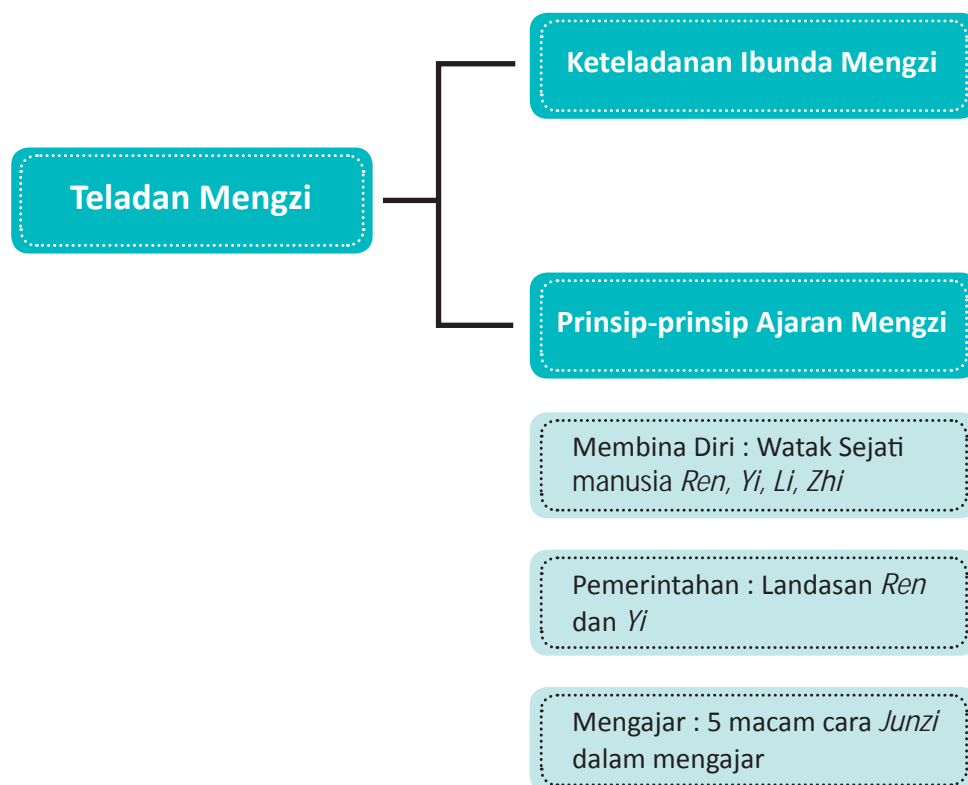 Keteladanan Ibunda Mengzi
Teladan Mengzi
Prinsip-prinsip Ajaran Mengzi
Membina Diri : Watak Sejati
manusia Ren, Yi, Li, Zhi
Pemerintahan : Landasan Ren
dan Yi
Mengajar : 5 macam cara Junzi
dalam mengajar